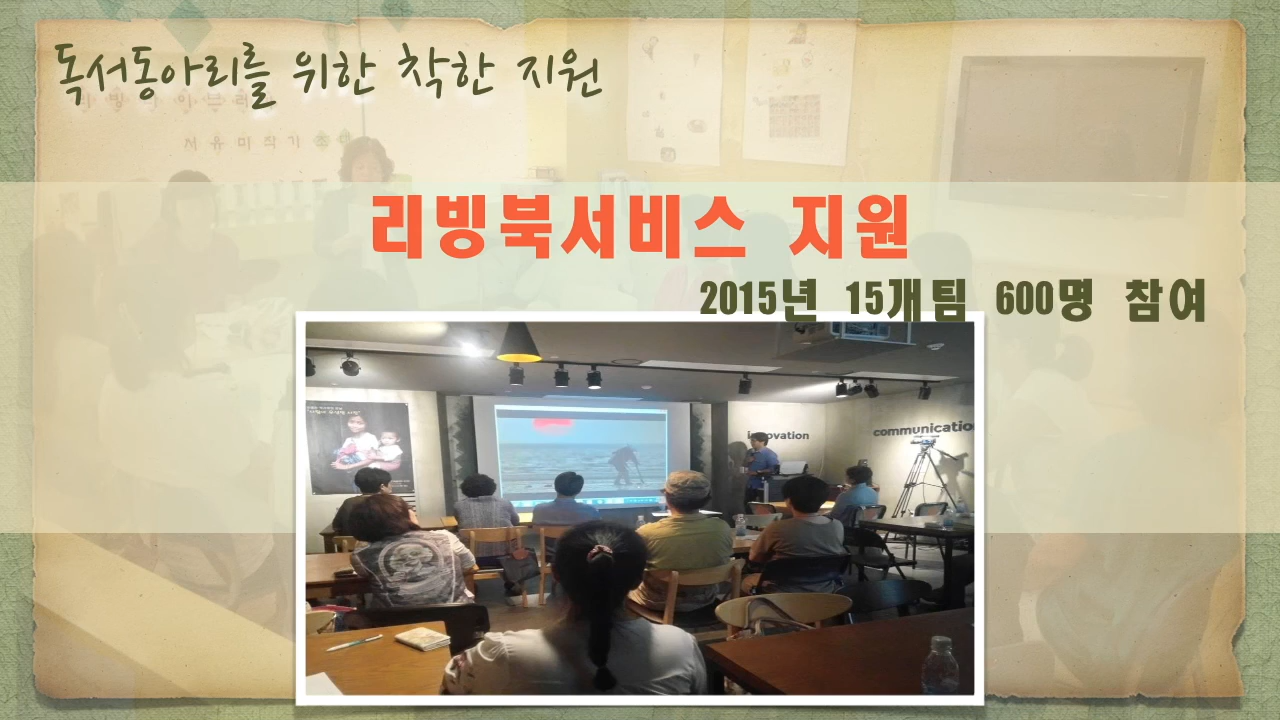 독서동아리를 위한 착한 지원
리빙북서비스 지원
2015년 15개팀 600명 참여
innovation
communication